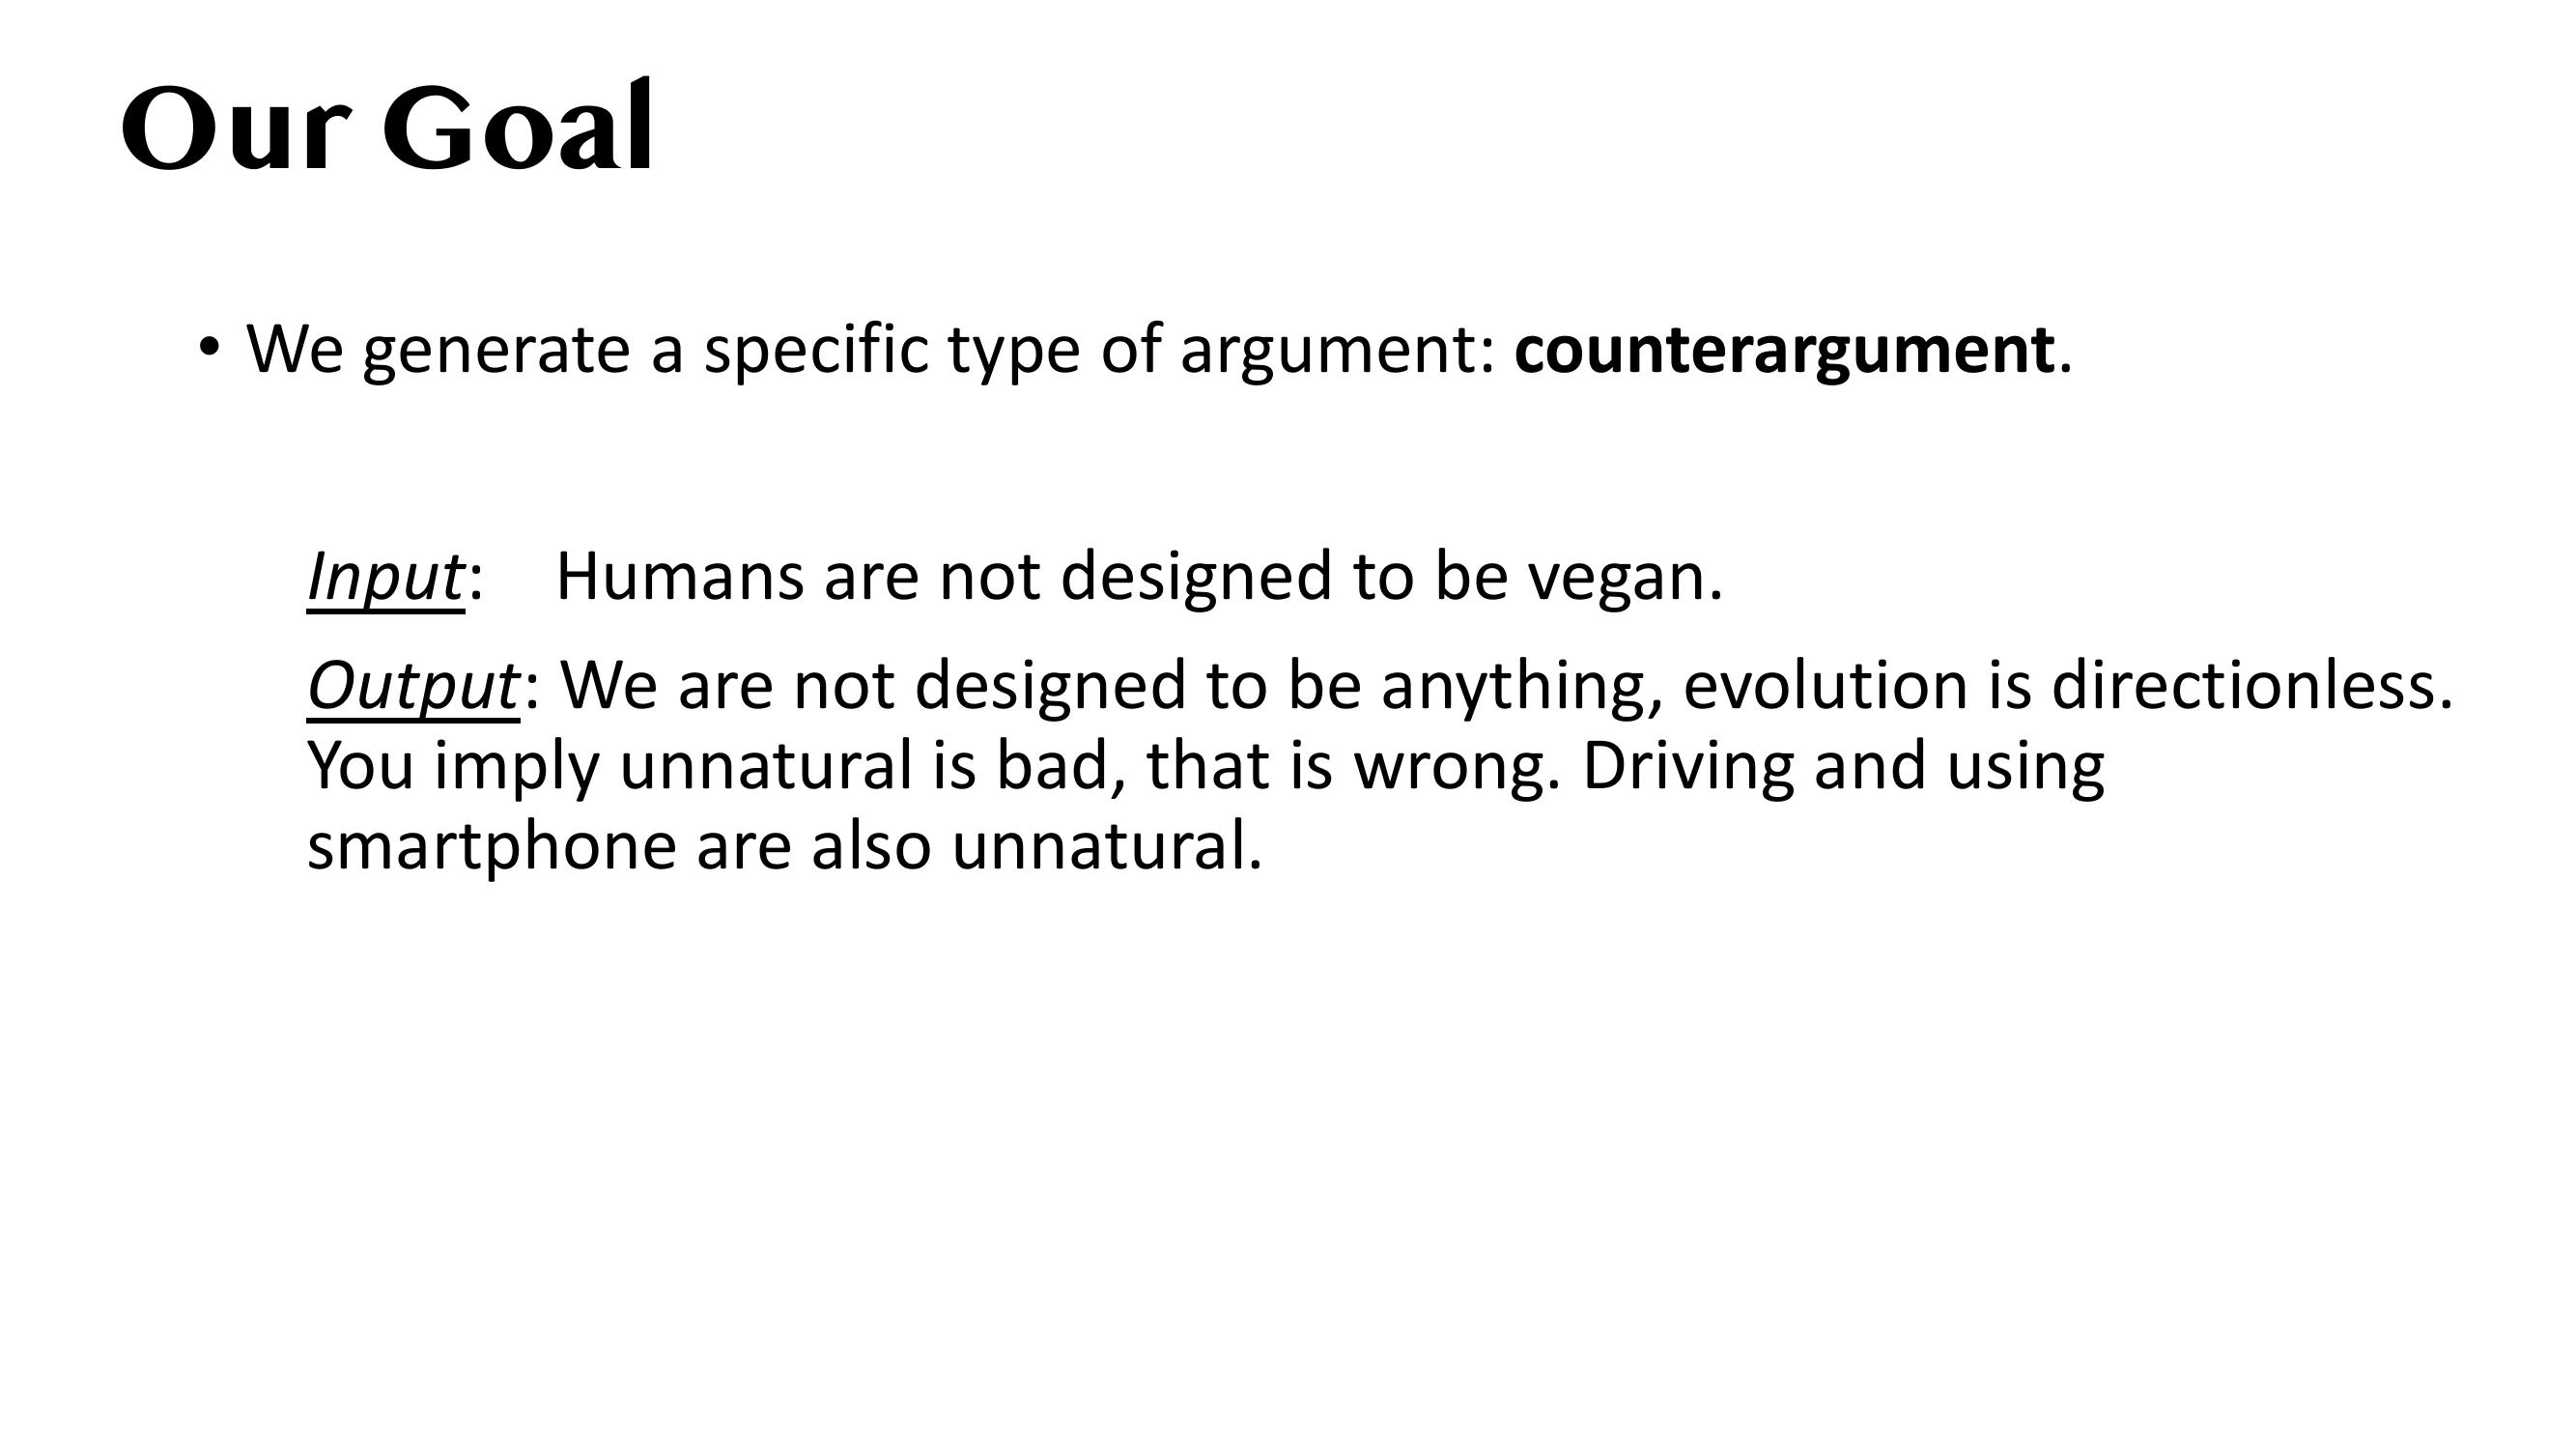 Our Goal
• We generate a specific type of argument: counterargument.
Input: Humans are not designed to be vegan.
Output: We are not designed to be anything, evolution is directionless.
You imply unnatural is bad, that is wrong. Driving and using
smartphone are also unnatural.